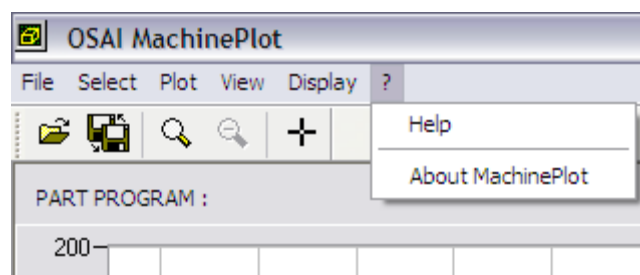 OSAI MachinePlot
File Select Plot View Display ?
Help
About MachinePlot
PART PROGRAM :
200